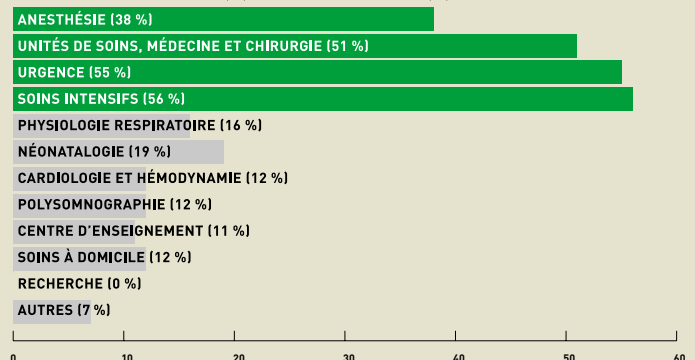 ANESTHÉSIE (38 %)
UNITÉS DE SOINS, MÉDECINE ET CHIRURGIE (51 %)
URGENCE (55 %)
SOINS INTENSIFS (56 %)
PHYSIOLOGIE RESPIRATOIRE (16 %)
NÉONATALOGIE (19 %)
CARDIOLOGIE ET HÉMODYNAMIE (12 %)
POLYSOMNOGRAPHIE (12 %)
CENTRE D'ENSEIGNEMENT (11 %)
SOINS À DOMICILE (12 %)
RECHERCHE (0 %)
AUTRES (7 %)
0 10 20 30 40 50 60